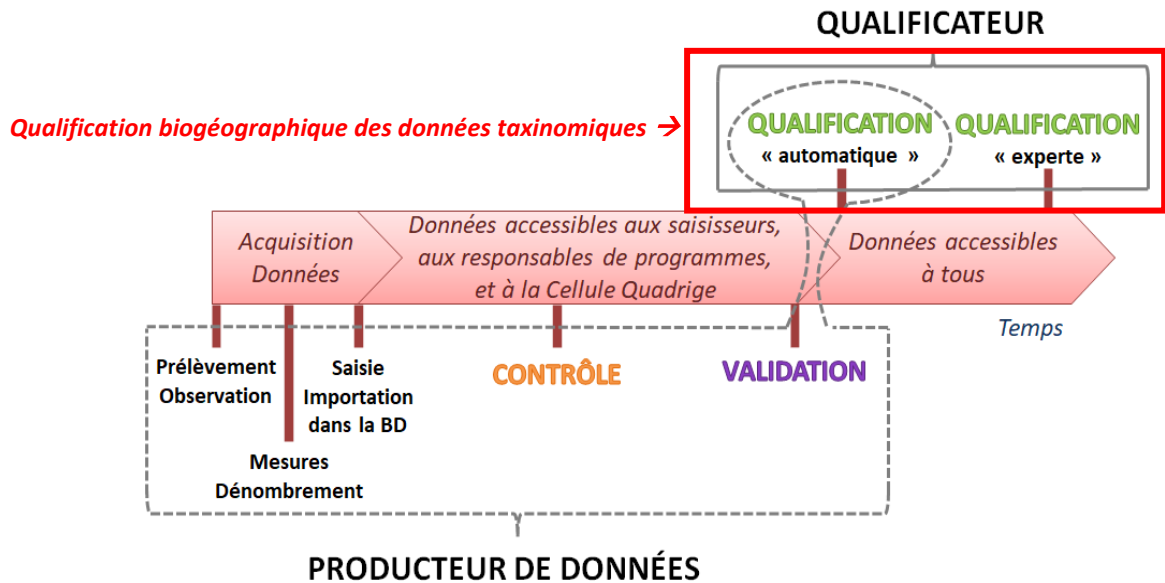 QUALIFICATEUR
Qualification biogéographique des données taxinomiques →
QUALIFICATION
« automatique »
QUALIFICATION
« experte »
Acquisition
Données
Données accessibles aux saisisseurs,
aux responsables de programmes,
et à la Cellule Quadrige
Données accessibles
à tous
Temps
Prélèvement
Observation
Mesures
Dénombrement
Saisie
Importation
dans la BD
CONTRÔLE
VALIDATION
PRODUCTEUR DE DONNÉES